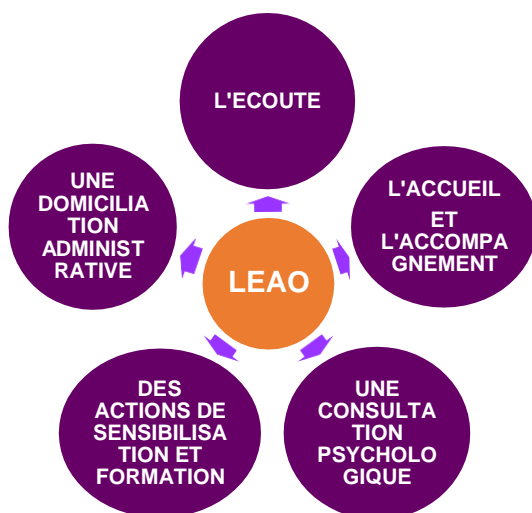 L'ECOUTE
UNE
DOMICILIA
TION
ADMINIST
RATIVE
L'ACCUEIL
ET
L'ACCOMPA
GNEMENT
LEAO
DES
ACTIONS DE
SENSIBILISA
TION ET
FORMATION
UNE
CONSULTA
TION
PSYCHOLO
GIQUE